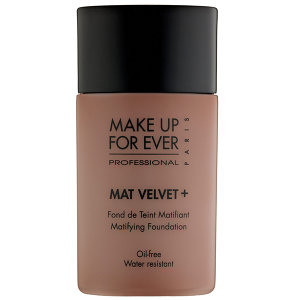 MAKE UP
FOR EVER
PROFESSIONAL
PARIS
MAT VELVET +
Fond de Teint Matifiant
Matifying Foundation
Oil-free
Water resistant